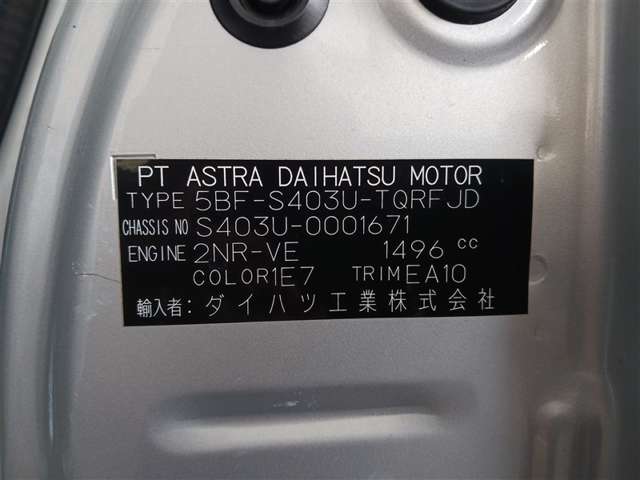 PT ASTRA DAIHATSU MOTOR
TYPE 5BF-S403U-TQRFJD
CHASSIS NO S403U-0001671
ENGINE 2NR-VE 1496 cc
COLOR 1E7 TRIM EA10
輸入者: ダイハツ工業株式会社